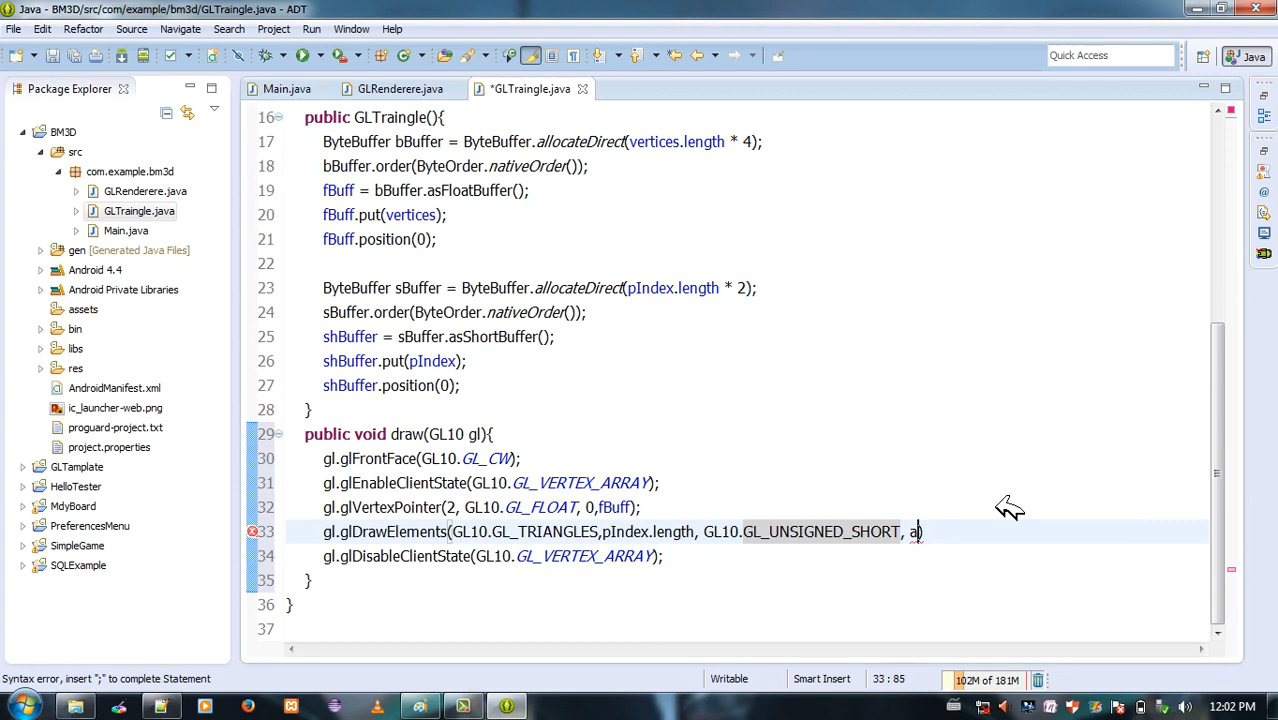 Java - BM3D/src/com/example/bm3d/GLTraingle.java - ADT
File Edit Refactor Source Navigate Search Project Run Window Help
Quick Access
Java
Package Explorer
Main.java
GLRenderere.java
*GLTraingle.java
BM3D
src
com.example.bm3d
GLRenderere.java
GLTraingle.java
Main.java
gen [Generated Java Files]
Android 4.4
Android Private Libraries
assets
bin
libs
res
AndroidManifest.xml
ic_launcher-web.png
proguard-project.txt
project.properties
GLTamplate
HelloTester
MdyBoard
PreferencesMenu
SQLExample
16 public GLTraingle(){
17 ByteBuffer bBuffer = ByteBuffer.allocateDirect(vertices.length * 4);
18 bBuffer.order(ByteOrder.nativeOrder());
19 fBuff = bBuffer.asFloatBuffer();
20 fBuff.put(vertices);
21 fBuff.position(0);
22
23 ByteBuffer sBuffer = ByteBuffer.allocateDirect(pIndex.length * 2);
24 sBuffer.order(ByteOrder.nativeOrder());
25 shBuffer = sBuffer.asShortBuffer();
26 shBuffer.put(pIndex);
27 shBuffer.position(0);
28 }
29 public void draw(GL10 gl){
30 gl.glFrontFace(GL10.GL_CW);
31 gl.glEnableClientState(GL10.GL_VERTEX_ARRAY);
32 gl.glVertexPointer(2, GL10.GL_FLOAT, 0,fBuff);
33 gl.glDrawElements(GL10.GL_TRIANGLES,pIndex.length, GL10.GL_UNSIGNED_SHORT, a)
34 gl.glDisableClientState(GL10.GL_VERTEX_ARRAY);
35 }
36 }
37
Syntax error, insert ";" to complete Statement
Writable
Smart Insert
33 : 85
102M of 181M
12:02 PM